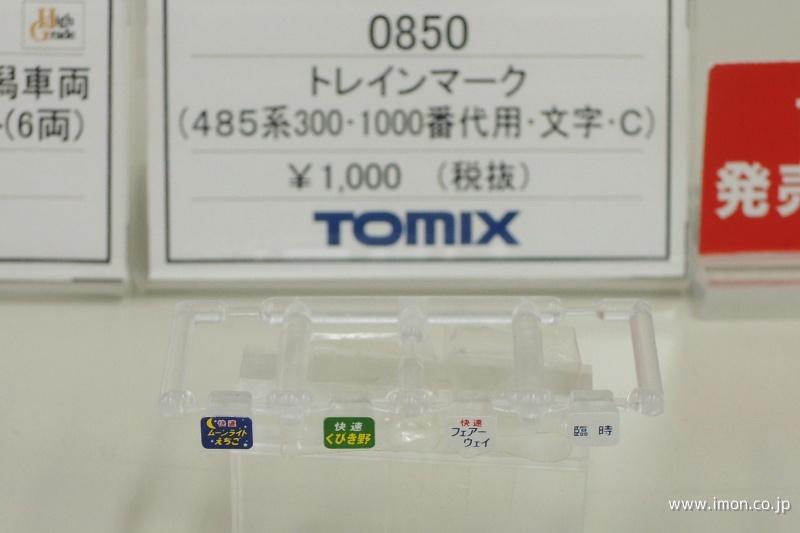 High
Grade
潟車両
(6両)
0850
トレインマーク
(485系300・1000番代用・文字・C)
￥1,000 (税抜)
TOMIX
発売
快速
ムーンライト
えちご
快速
くびき野
快速
フェアー
ウェイ
臨時
www.imon.co.jp